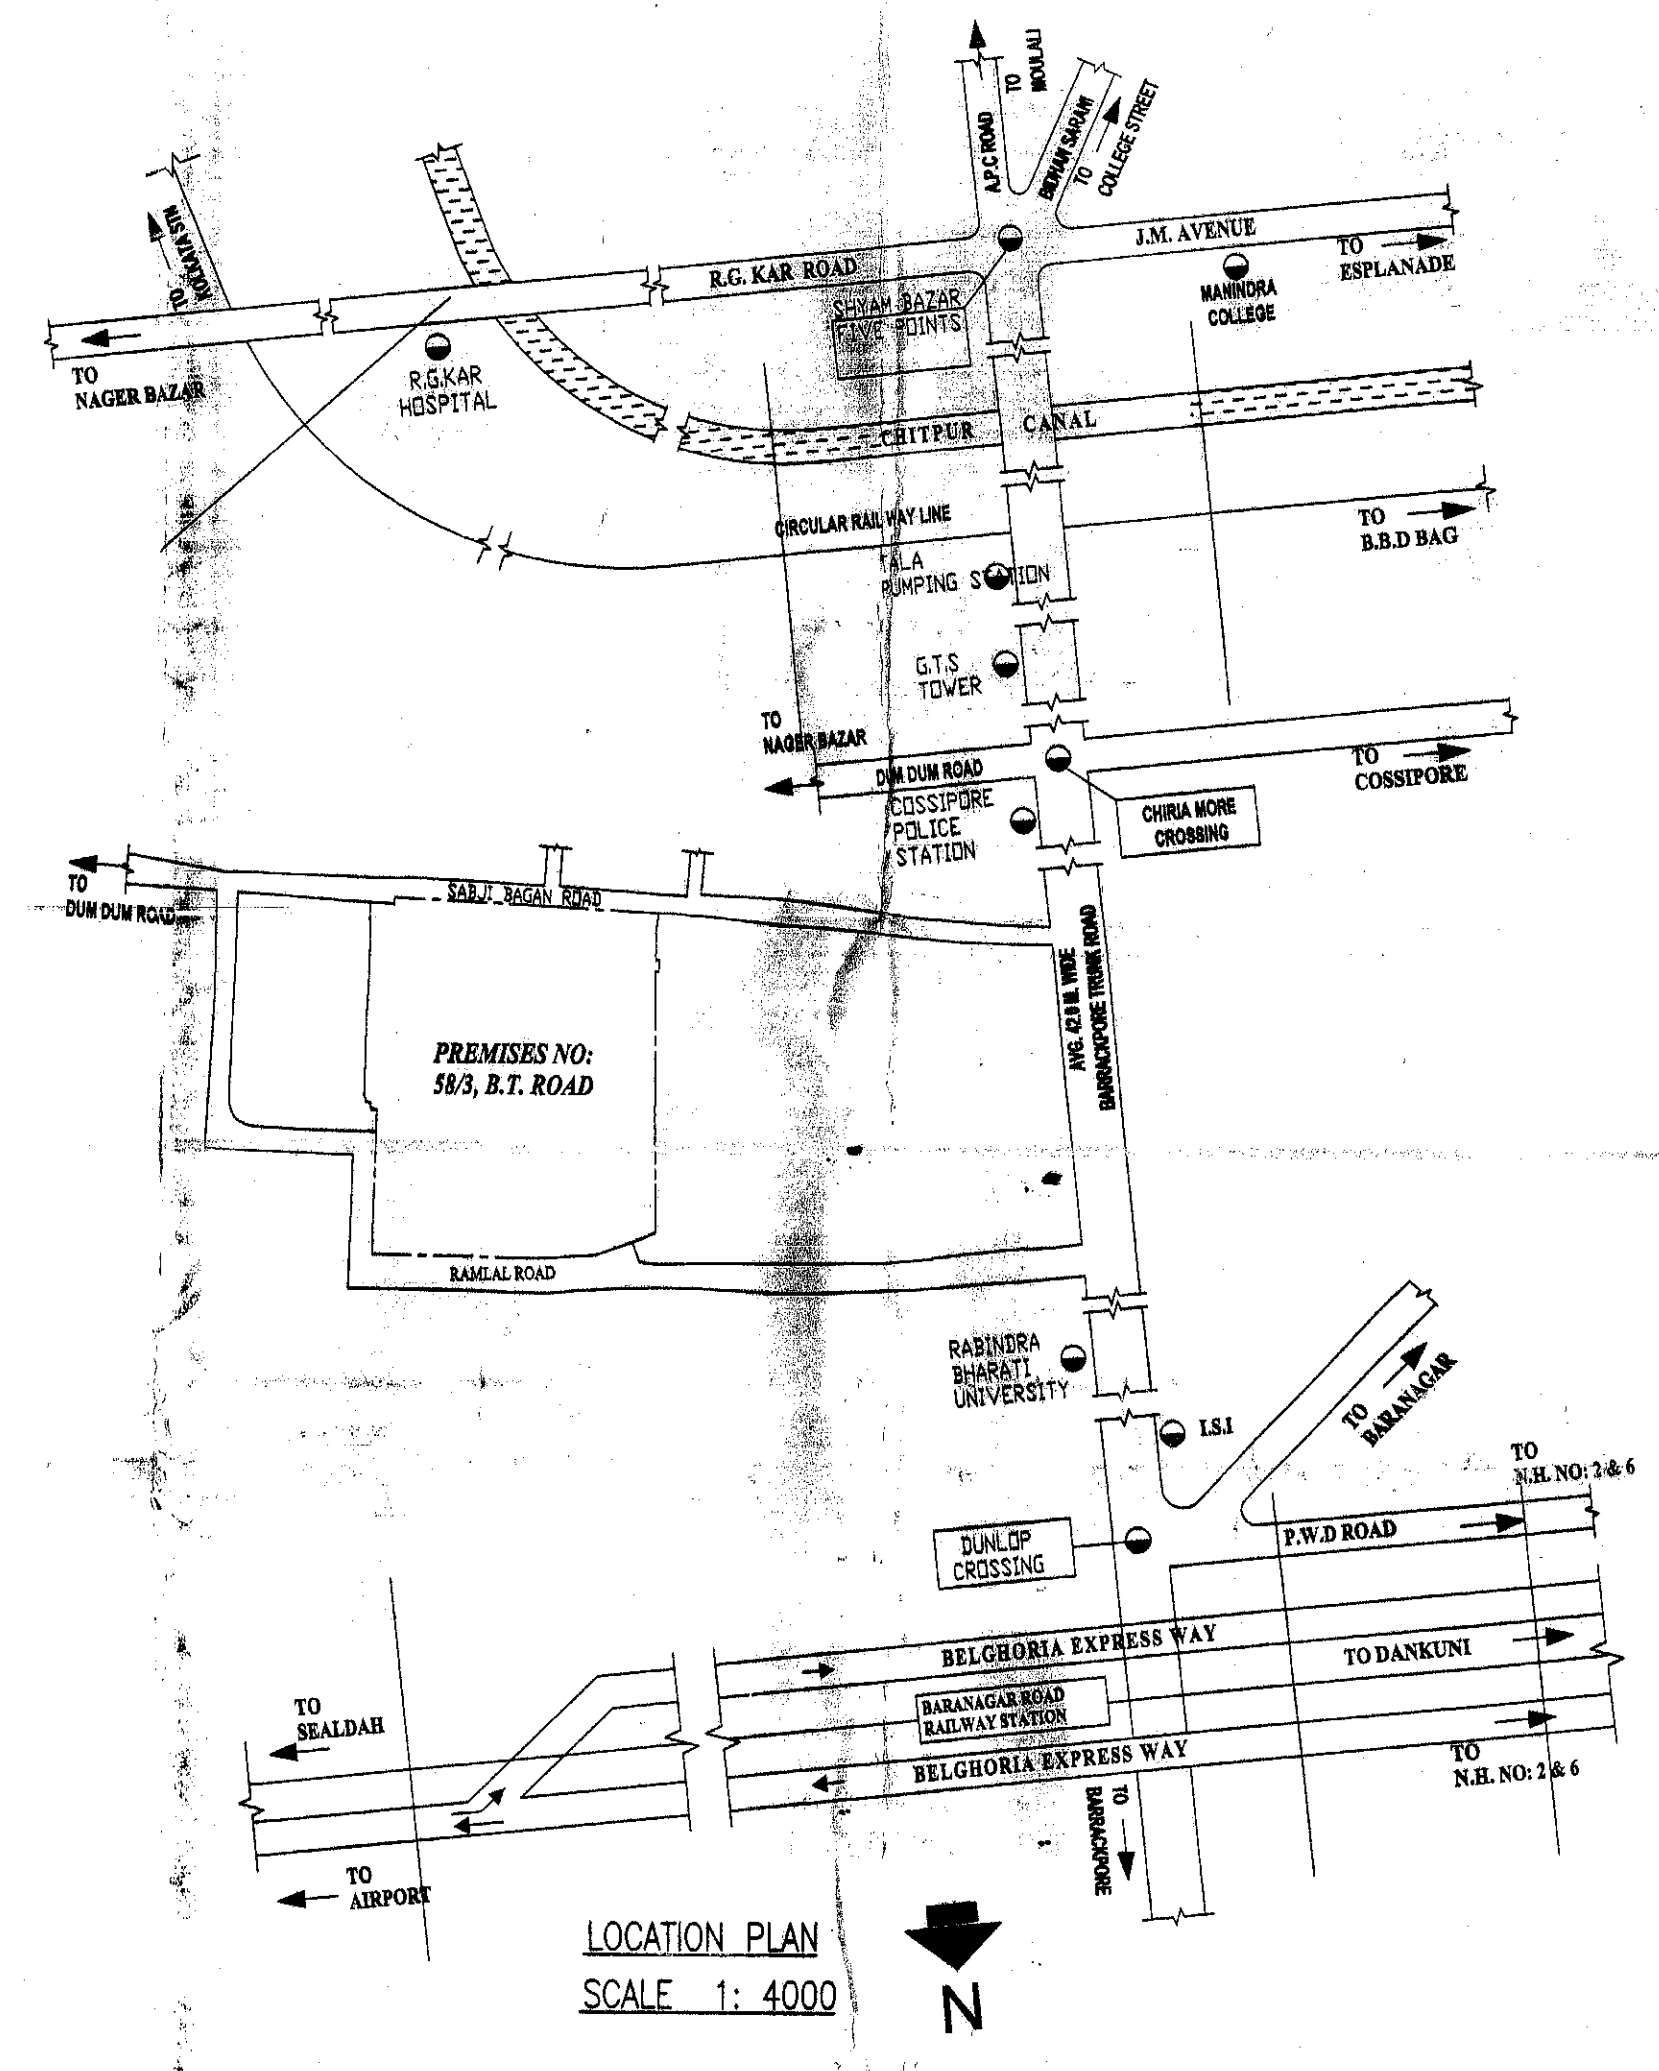 TO
MOULALI
A.P.C ROAD
BIDHAN SARANI
TO
COLLEGE STREET
TO
KOLKATA STN
R.G. KAR ROAD
J.M. AVENUE
TO
ESPLANADE
SHYAM BAZAR
FIVE POINTS
MANINDRA
COLLEGE
TO
NAGER BAZAR
R.G.KAR
HOSPITAL
CHITPUR CANAL
CIRCULAR RAILWAY LINE
TO
B.B.D BAG
TALA
PUMPING STATION
G.T.S
TOWER
TO
NAGER BAZAR
DUM DUM ROAD
TO
COSSIPORE
COSSIPORE
POLICE
STATION
CHIRIA MORE
CROSSING
TO
DUM DUM ROAD
SABJI BAGAN ROAD
AVG. 42.0 M. WIDE
BARRACKPORE TRUNK ROAD
PREMISES NO:
58/3, B.T. ROAD
RAMLAL ROAD
RABINDRA
BHARATI
UNIVERSITY
TO
BARANAGAR
I.S.I
TO
N.H. NO: 2 & 6
DUNLOP
CROSSING
P.W.D ROAD
BELGHORIA EXPRESS WAY
TO DANKUNI
TO
SEALDAH
BARANAGAR ROAD
RAILWAY STATION
BELGHORIA EXPRESS WAY
TO
N.H. NO: 2 & 6
TO
BARRACKPORE
TO
AIRPORT
LOCATION PLAN
SCALE 1: 4000
N